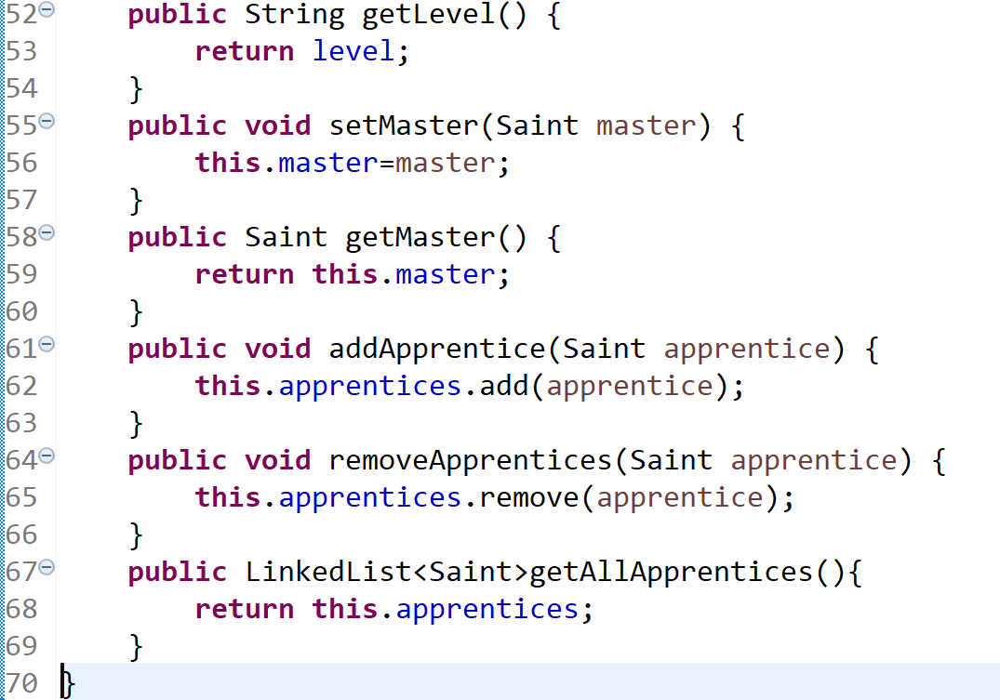 52 public String getLevel() {
53 return level;
54 }
55 public void setMaster(Saint master) {
56 this.master=master;
57 }
58 public Saint getMaster() {
59 return this.master;
60 }
61 public void addApprentice(Saint apprentice) {
62 this.apprentices.add(apprentice);
63 }
64 public void removeApprentices(Saint apprentice) {
65 this.apprentices.remove(apprentice);
66 }
67 public LinkedList<Saint>getAllApprentices(){
68 return this.apprentices;
69 }
70 }